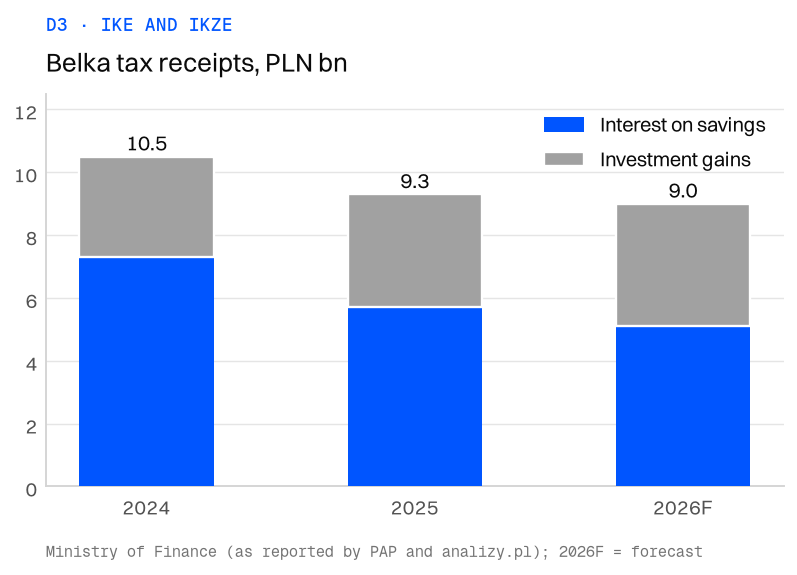 D3 · IKE AND IKZE
Belka tax receipts, PLN bn
12
10
8
6
4
2
0
Interest on savings
Investment gains
10.5
9.3
9.0
2024
2025
2026F
Ministry of Finance (as reported by PAP and analizy.pl); 2026F = forecast